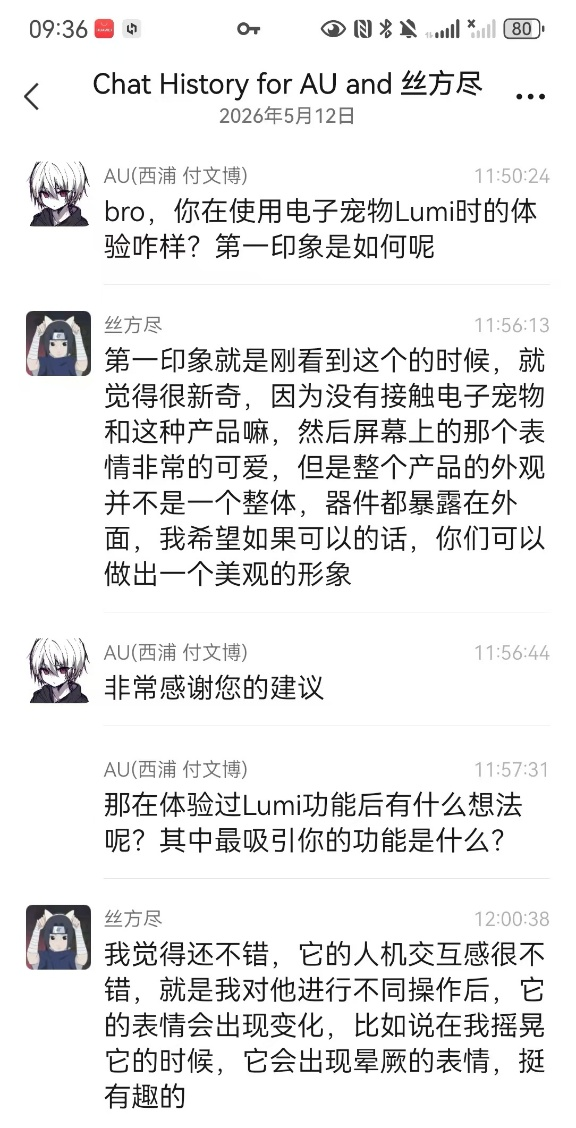 09:36
80
Chat History for AU and 丝方尽
2026年5月12日
AU(西浦 付文博)
11:50:24
bro，你在使用电子宠物Lumi时的体
验咋样？第一印象是如何呢
丝方尽
11:56:13
第一印象就是刚看到这个的时候，就
觉得很新奇，因为没有接触电子宠物
和这种产品嘛，然后屏幕上的那个表
情非常的可爱，但是整个产品的外观
并不是一个整体，器件都暴露在外
面，我希望如果可以的话，你们可以
做出一个美观的形象
AU(西浦 付文博)
11:56:44
非常感谢您的建议
AU(西浦 付文博)
11:57:31
那在体验过Lumi功能后有什么想法
呢？其中最吸引你的功能是什么？
丝方尽
12:00:38
我觉得还不错，它的人机交互感很不
错，就是我对他进行不同操作后，它
的表情会出现变化，比如说在我摇晃
它的时候，它会出现晕厥的表情，挺
有趣的